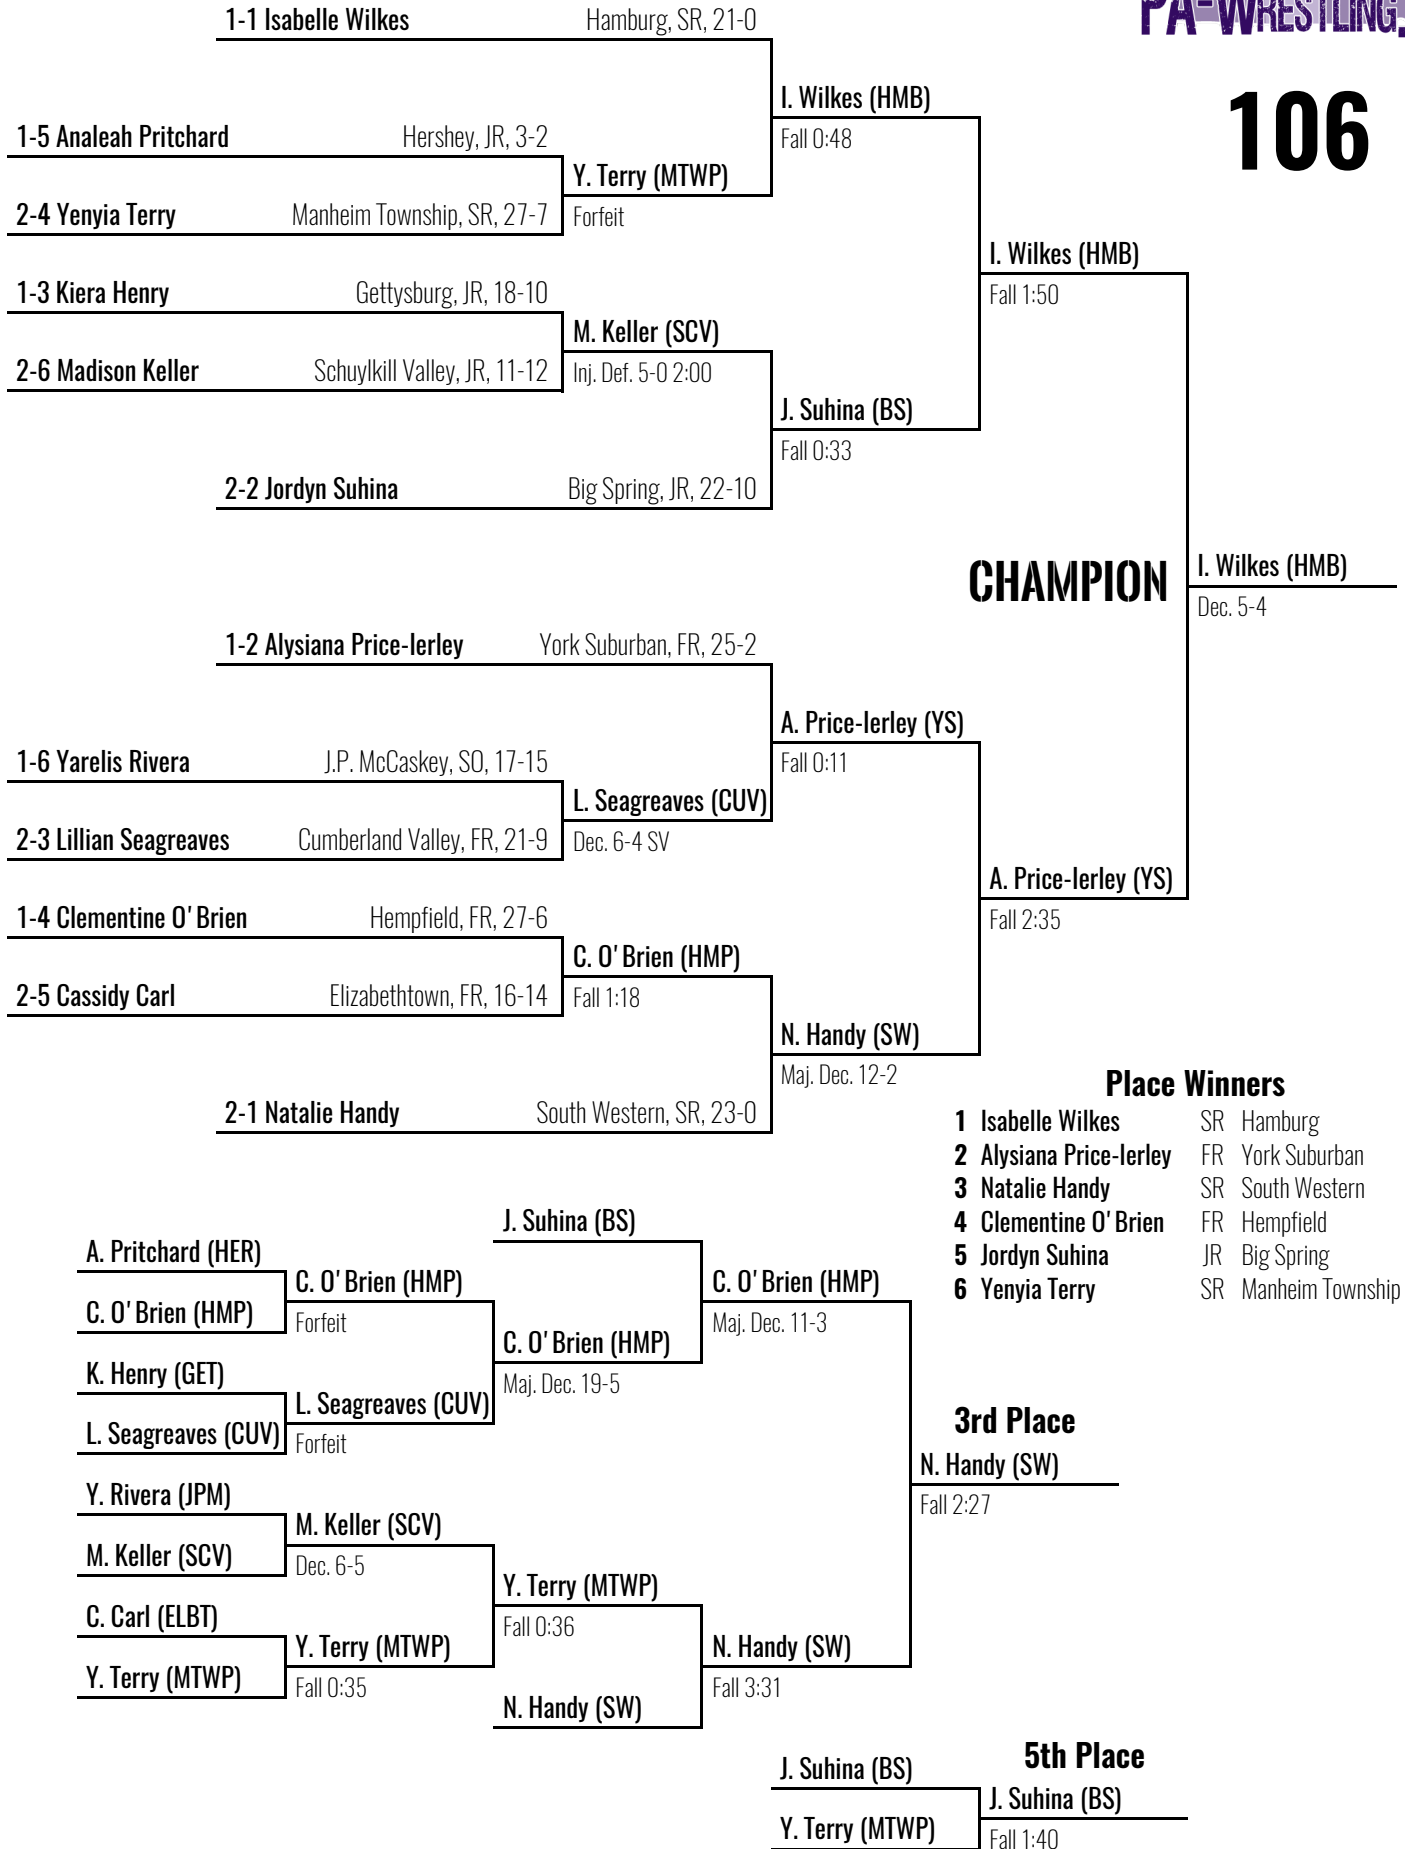 PA-WRESTLING.
106
1-1 Isabelle Wilkes Hamburg, SR, 21-0
I. Wilkes (HMB)
Fall 0:48
1-5 Analeah Pritchard Hershey, JR, 3-2
Y. Terry (MTWP)
Forfeit
2-4 Yenyia Terry Manheim Township, SR, 27-7
I. Wilkes (HMB)
Fall 1:50
1-3 Kiera Henry Gettysburg, JR, 18-10
M. Keller (SCV)
Inj. Def. 5-0 2:00
2-6 Madison Keller Schuylkill Valley, JR, 11-12
J. Suhina (BS)
Fall 0:33
2-2 Jordyn Suhina Big Spring, JR, 22-10
CHAMPION
I. Wilkes (HMB)
Dec. 5-4
1-2 Alysiana Price-Ierley York Suburban, FR, 25-2
A. Price-Ierley (YS)
Fall 0:11
1-6 Yarelis Rivera J.P. McCaskey, SO, 17-15
L. Seagreaves (CUV)
Dec. 6-4 SV
2-3 Lillian Seagreaves Cumberland Valley, FR, 21-9
A. Price-Ierley (YS)
Fall 2:35
1-4 Clementine O'Brien Hempfield, FR, 27-6
C. O'Brien (HMP)
Fall 1:18
2-5 Cassidy Carl Elizabethtown, FR, 16-14
N. Handy (SW)
Maj. Dec. 12-2
2-1 Natalie Handy South Western, SR, 23-0
Place Winners
1 Isabelle Wilkes SR Hamburg
2 Alysiana Price-Ierley FR York Suburban
3 Natalie Handy SR South Western
4 Clementine O'Brien FR Hempfield
5 Jordyn Suhina JR Big Spring
6 Yenyia Terry SR Manheim Township
J. Suhina (BS)
A. Pritchard (HER)
C. O'Brien (HMP)
Forfeit
C. O'Brien (HMP)
C. O'Brien (HMP)
Maj. Dec. 11-3
C. O'Brien (HMP)
Maj. Dec. 19-5
K. Henry (GET)
L. Seagreaves (CUV)
Forfeit
L. Seagreaves (CUV)
3rd Place
N. Handy (SW)
Fall 2:27
Y. Rivera (JPM)
M. Keller (SCV)
Dec. 6-5
M. Keller (SCV)
Y. Terry (MTWP)
Fall 0:36
C. Carl (ELBT)
Y. Terry (MTWP)
Fall 0:35
Y. Terry (MTWP)
N. Handy (SW)
Fall 3:31
N. Handy (SW)
5th Place
J. Suhina (BS)
J. Suhina (BS)
Fall 1:40
Y. Terry (MTWP)